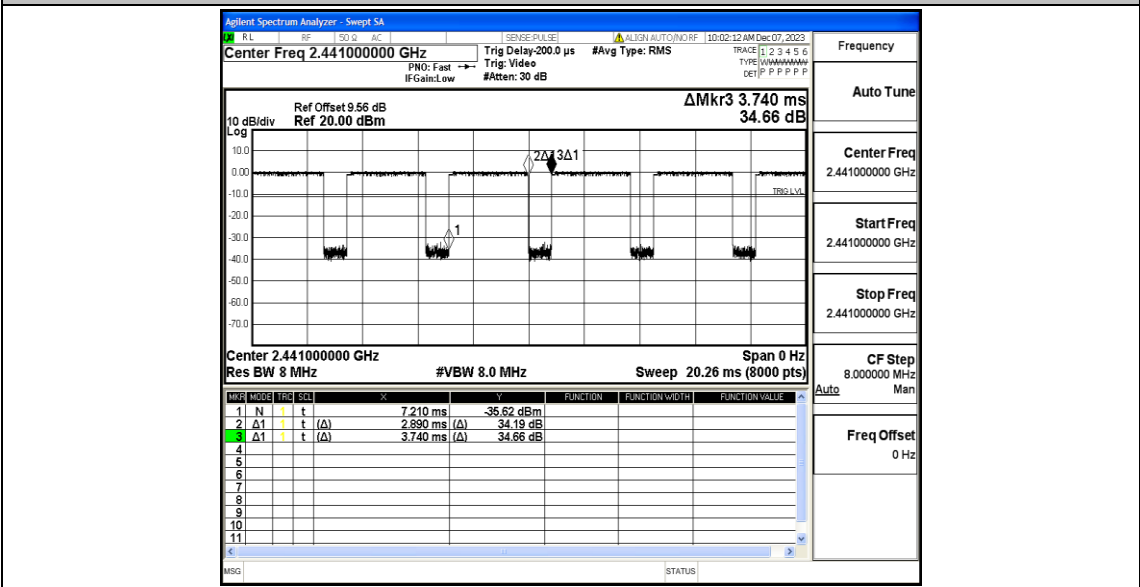 Agilent Spectrum Analyzer - Swept SA
RL RF 50 Ω AC SENSE:PULSE ALIGN AUTO/NO RF 10:02:12 AM Dec 07, 2023
Center Freq 2.441000000 GHz
PNO: Fast
IFGain:Low
Trig Delay-200.0 µs
Trig: Video
#Atten: 30 dB
#Avg Type: RMS
TRACE 1 2 3 4 5 6
TYPE
DET P P P P P P
Frequency
Auto Tune
Center Freq
2.441000000 GHz
Start Freq
2.441000000 GHz
Stop Freq
2.441000000 GHz
CF Step
8.000000 MHz
Auto Man
Freq Offset
0 Hz
ΔMkr3 3.740 ms
34.66 dB
Ref Offset 9.56 dB
10 dB/div Ref 20.00 dBm
Log
10.0
0.00
-10.0
-20.0
-30.0
-40.0
-50.0
-60.0
-70.0
3Δ1
1
TRIG LVL
Center 2.441000000 GHz Span 0 Hz
Res BW 8 MHz #VBW 8.0 MHz Sweep 20.26 ms (8000 pts)
MKR MODE TRC SCL X Y FUNCTION FUNCTION WIDTH FUNCTION VALUE
1 N 1 t 7.210 ms -35.62 dBm
2 Δ1 1 t (Δ) 2.890 ms (Δ) 34.19 dB
3 Δ1 1 t (Δ) 3.740 ms (Δ) 34.66 dB
4
5
6
7
8
9
10
11
MSG STATUS